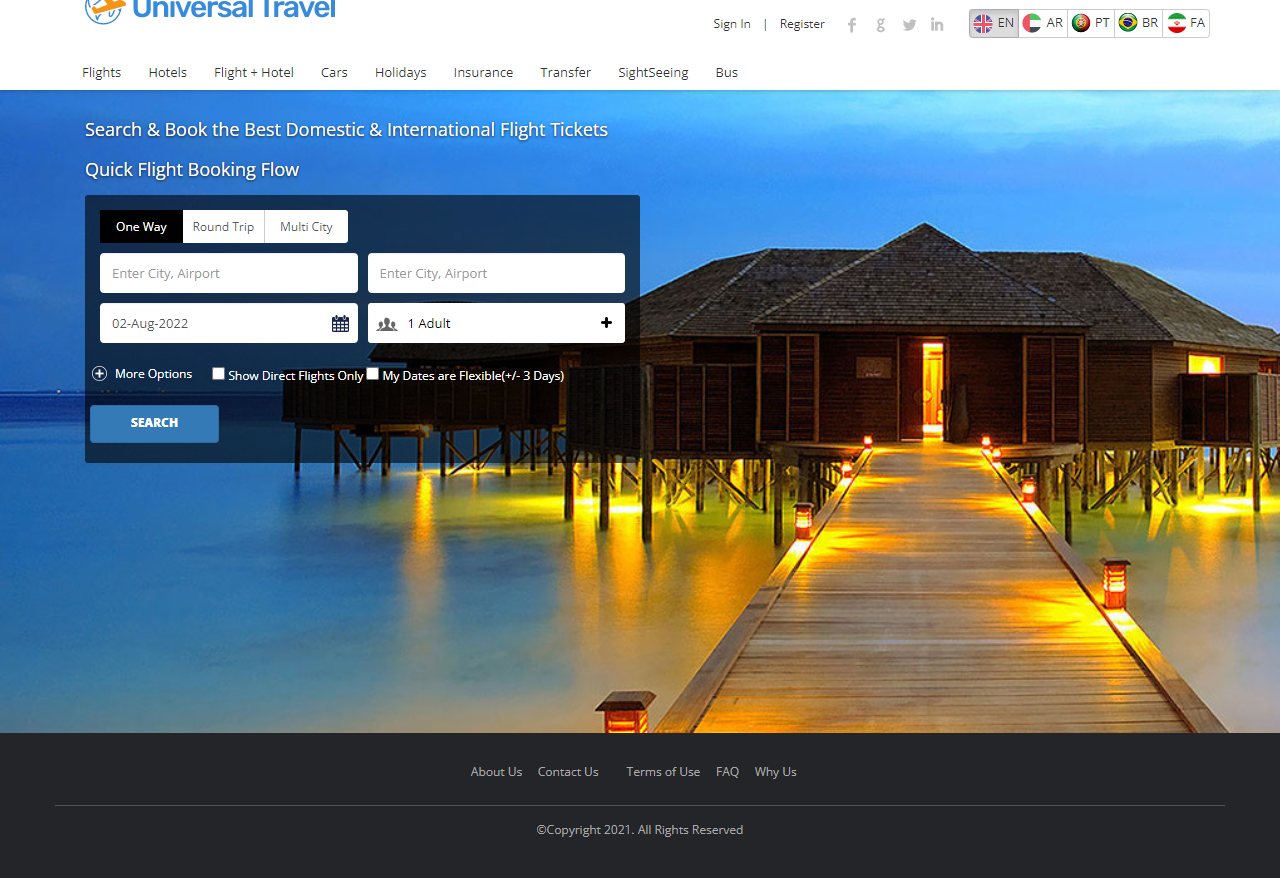 Universal Travel
Sign In | Register
EN AR PT BR FA
Flights Hotels Flight + Hotel Cars Holidays Insurance Transfer SightSeeing Bus
Search & Book the Best Domestic & International Flight Tickets
Quick Flight Booking Flow
One Way Round Trip Multi City
Enter City, Airport Enter City, Airport
02-Aug-2022 1 Adult
More Options Show Direct Flights Only My Dates are Flexible(+/- 3 Days)
SEARCH
About Us Contact Us Terms of Use FAQ Why Us
©Copyright 2021. All Rights Reserved